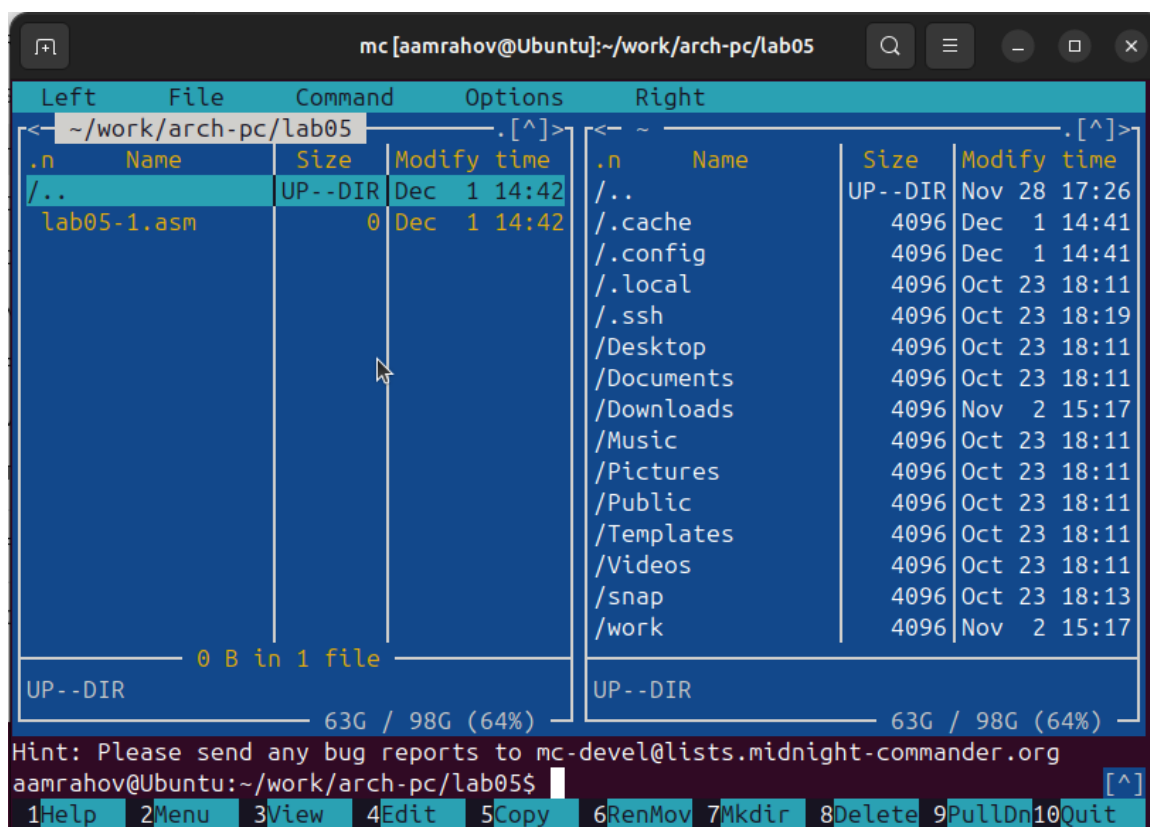 mc [aamrahov@Ubuntu]:~/work/arch-pc/lab05
Left File Command Options Right
<- ~/work/arch-pc/lab05 .[^]> <- ~ .[^]>
.n Name Size Modify time .n Name Size Modify time
/.. UP--DIR Dec 1 14:42 /.. UP--DIR Nov 28 17:26
lab05-1.asm 0 Dec 1 14:42 /.cache 4096 Dec 1 14:41
/.config 4096 Dec 1 14:41
/.local 4096 Oct 23 18:11
/.ssh 4096 Oct 23 18:19
/Desktop 4096 Oct 23 18:11
/Documents 4096 Oct 23 18:11
/Downloads 4096 Nov 2 15:17
/Music 4096 Oct 23 18:11
/Pictures 4096 Oct 23 18:11
/Public 4096 Oct 23 18:11
/Templates 4096 Oct 23 18:11
/Videos 4096 Oct 23 18:11
/snap 4096 Oct 23 18:13
/work 4096 Nov 2 15:17
0 B in 1 file
UP--DIR UP--DIR
63G / 98G (64%) 63G / 98G (64%)
Hint: Please send any bug reports to mc-devel@lists.midnight-commander.org
aamrahov@Ubuntu:~/work/arch-pc/lab05$ [^]
1Help 2Menu 3View 4Edit 5Copy 6RenMov 7Mkdir 8Delete 9PullDn 10Quit